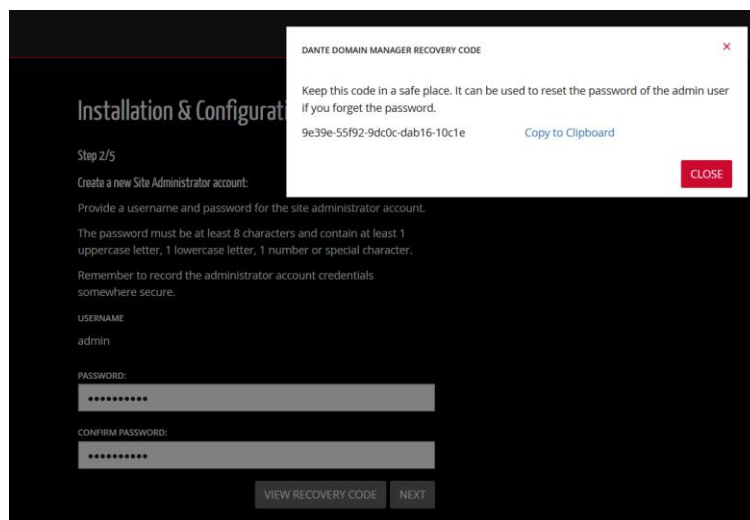 DANTE DOMAIN MANAGER RECOVERY CODE
×
Keep this code in a safe place. It can be used to reset the password of the admin user
if you forget the password.
9e39e-55f92-9dc0c-dab16-10c1e Copy to Clipboard
CLOSE
Installation & Configurati
Step 2/5
Create a new Site Administrator account:
Provide a username and password for the site administrator account.
The password must be at least 8 characters and contain at least 1
uppercase letter, 1 lowercase letter, 1 number or special character.
Remember to record the administrator account credentials
somewhere secure.
USERNAME
admin
PASSWORD:
••••••••••
CONFIRM PASSWORD:
••••••••••
VIEW RECOVERY CODE NEXT